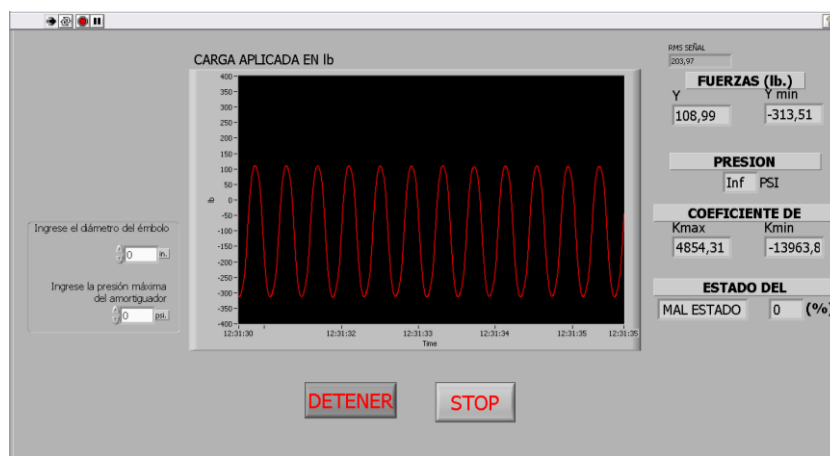 CARGA APLICADA EN lb
400
350
300
250
200
150
100
50
0
-50
-100
-150
-200
-250
-300
-350
-400
lb
12:31:30
12:31:32
12:31:33
12:31:34
12:31:35
12:31:35
Time
Ingrese el diámetro del émbolo
0 in.
Ingrese la presión máxima
del amortiguador
0 psi.
DETENER
STOP
RMS SEÑAL
203,97
FUERZAS (lb.)
Y Y min
108,99 -313,51
PRESION
Inf PSI
COEFICIENTE DE
Kmax Kmin
4854,31 -13963,8
ESTADO DEL
MAL ESTADO 0 (%)